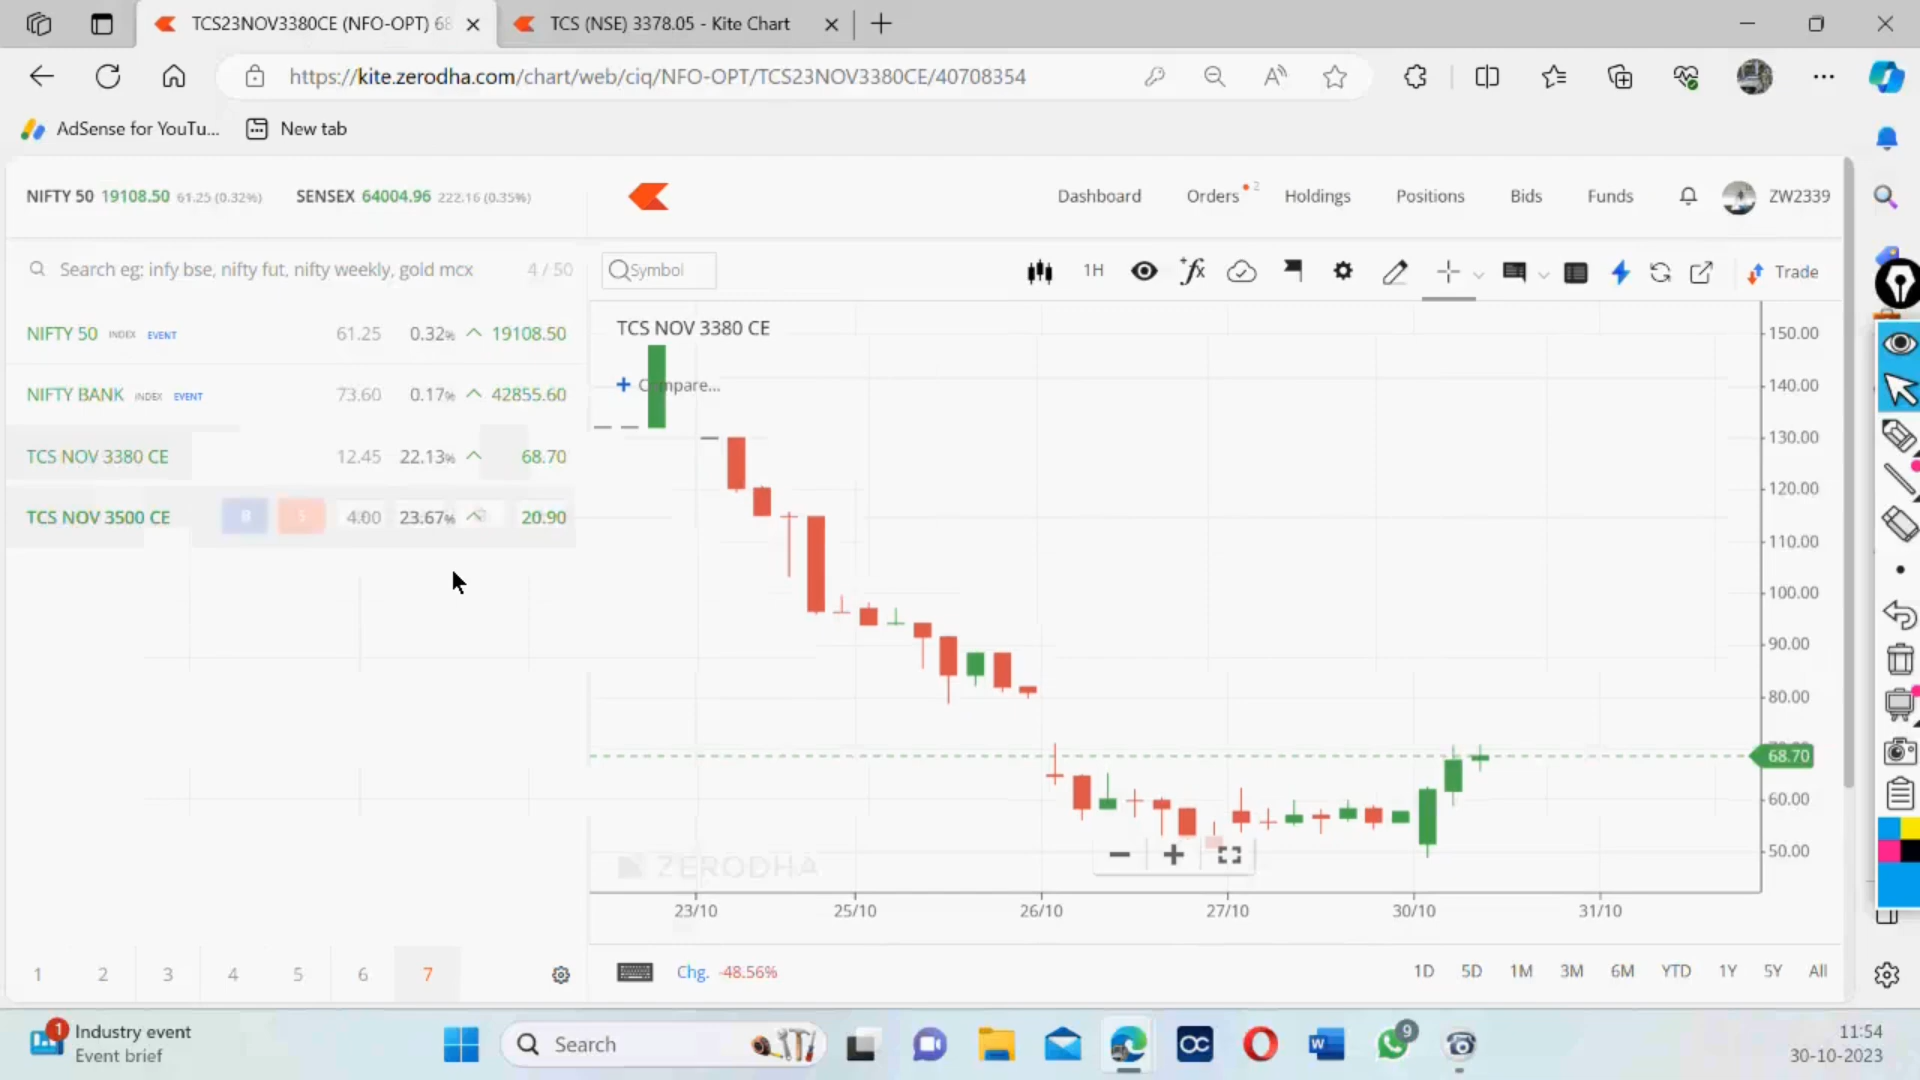 TCS23NOV3380CE (NFO-OPT) 68
TCS (NSE) 3378.05 - Kite Chart
https://kite.zerodha.com/chart/web/ciq/NFO-OPT/TCS23NOV3380CE/40708354
AdSense for YouTu...
New tab
NIFTY 50 19108.50 61.25 (0.32%)
SENSEX 64004.96 222.16 (0.35%)
Dashboard
Orders 2
Holdings
Positions
Bids
Funds
ZW2339
Search eg: infy bse, nifty fut, nifty weekly, gold mcx 4 / 50
Symbol
1H
Trade
NIFTY 50 INDEX EVENT 61.25 0.32% 19108.50
NIFTY BANK INDEX EVENT 73.60 0.17% 42855.60
TCS NOV 3380 CE 12.45 22.13% 68.70
TCS NOV 3500 CE B S 4.00 23.67% 20.90
TCS NOV 3380 CE
Compare...
150.00
140.00
130.00
120.00
110.00
100.00
90.00
80.00
68.70
60.00
50.00
ZERODHA
23/10 25/10 26/10 27/10 30/10 31/10
1 2 3 4 5 6 7
Chg. -48.56%
1D 5D 1M 3M 6M YTD 1Y 5Y All
1
Industry event
Event brief
Search
9
11:54
30-10-2023